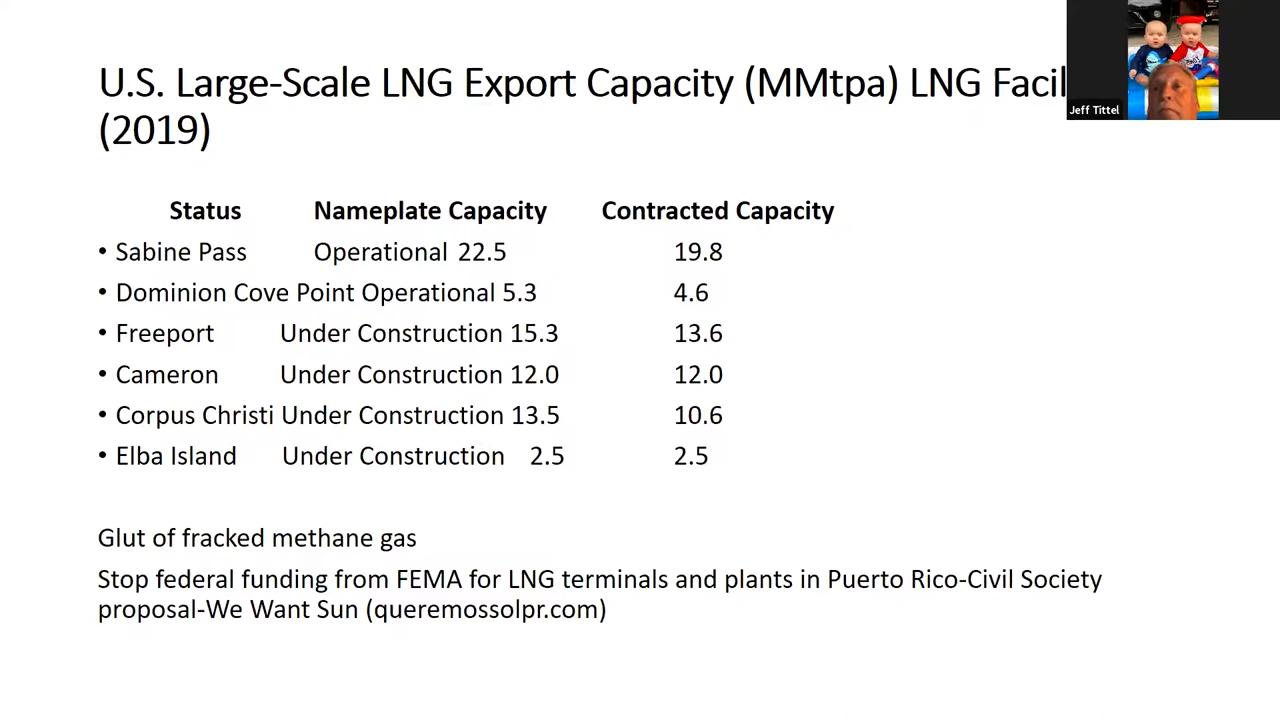 U.S. Large-Scale LNG Export Capacity (MMtpa) LNG Facil
(2019)
Jeff Tittel
Status Nameplate Capacity Contracted Capacity
• Sabine Pass Operational 22.5 19.8
• Dominion Cove Point Operational 5.3 4.6
• Freeport Under Construction 15.3 13.6
• Cameron Under Construction 12.0 12.0
• Corpus Christi Under Construction 13.5 10.6
• Elba Island Under Construction 2.5 2.5
Glut of fracked methane gas
Stop federal funding from FEMA for LNG terminals and plants in Puerto Rico-Civil Society
proposal-We Want Sun (queremossolpr.com)